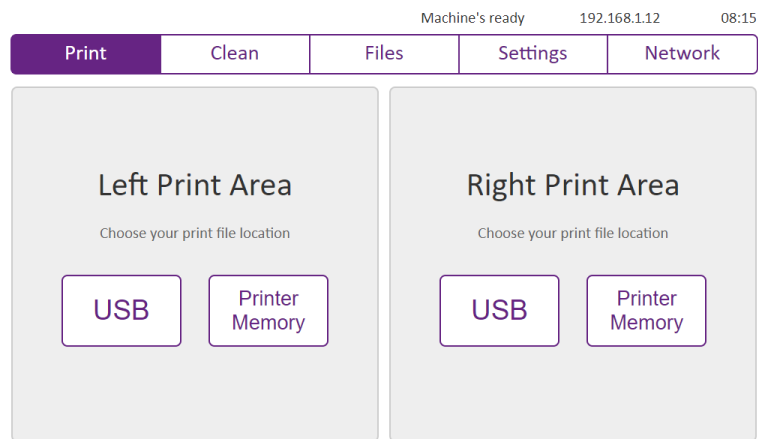 Machine's ready 192.168.1.12 08:15
Print Clean Files Settings Network
Left Print Area
Choose your print file location
USB
Printer
Memory
Right Print Area
Choose your print file location
USB
Printer
Memory